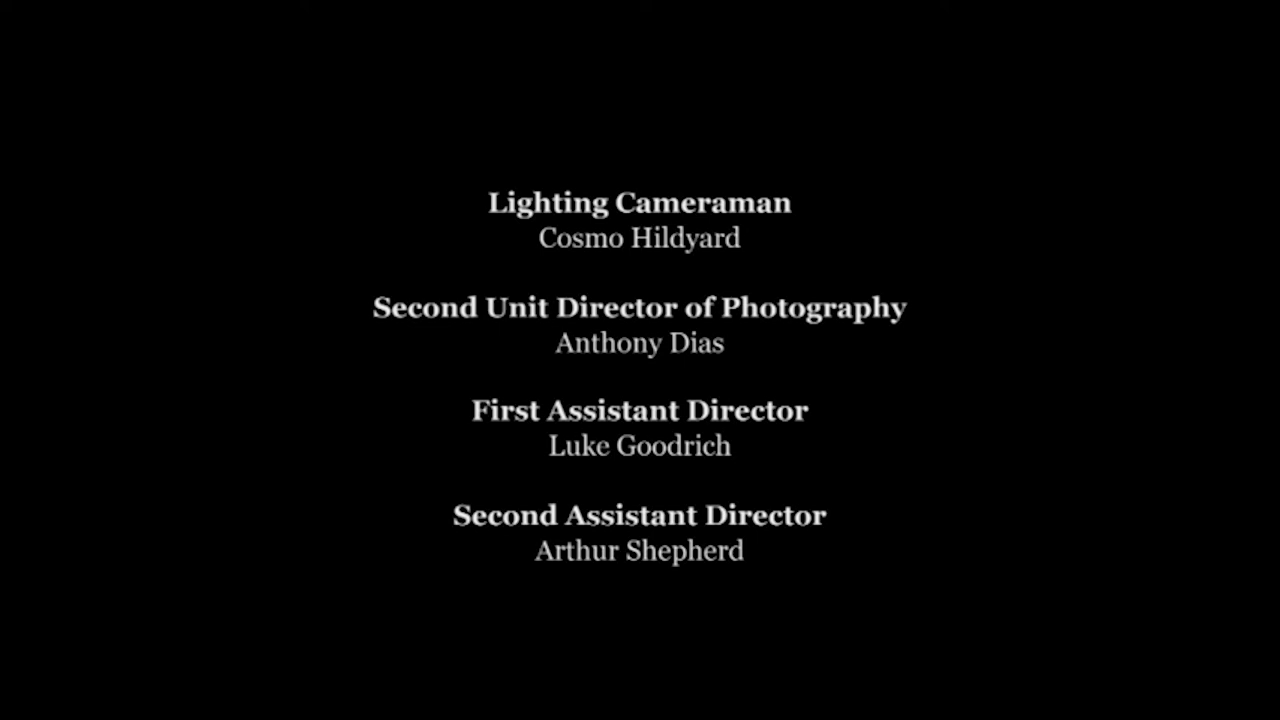 Lighting Cameraman
Cosmo Hildyard
Second Unit Director of Photography
Anthony Dias
First Assistant Director
Luke Goodrich
Second Assistant Director
Arthur Shepherd